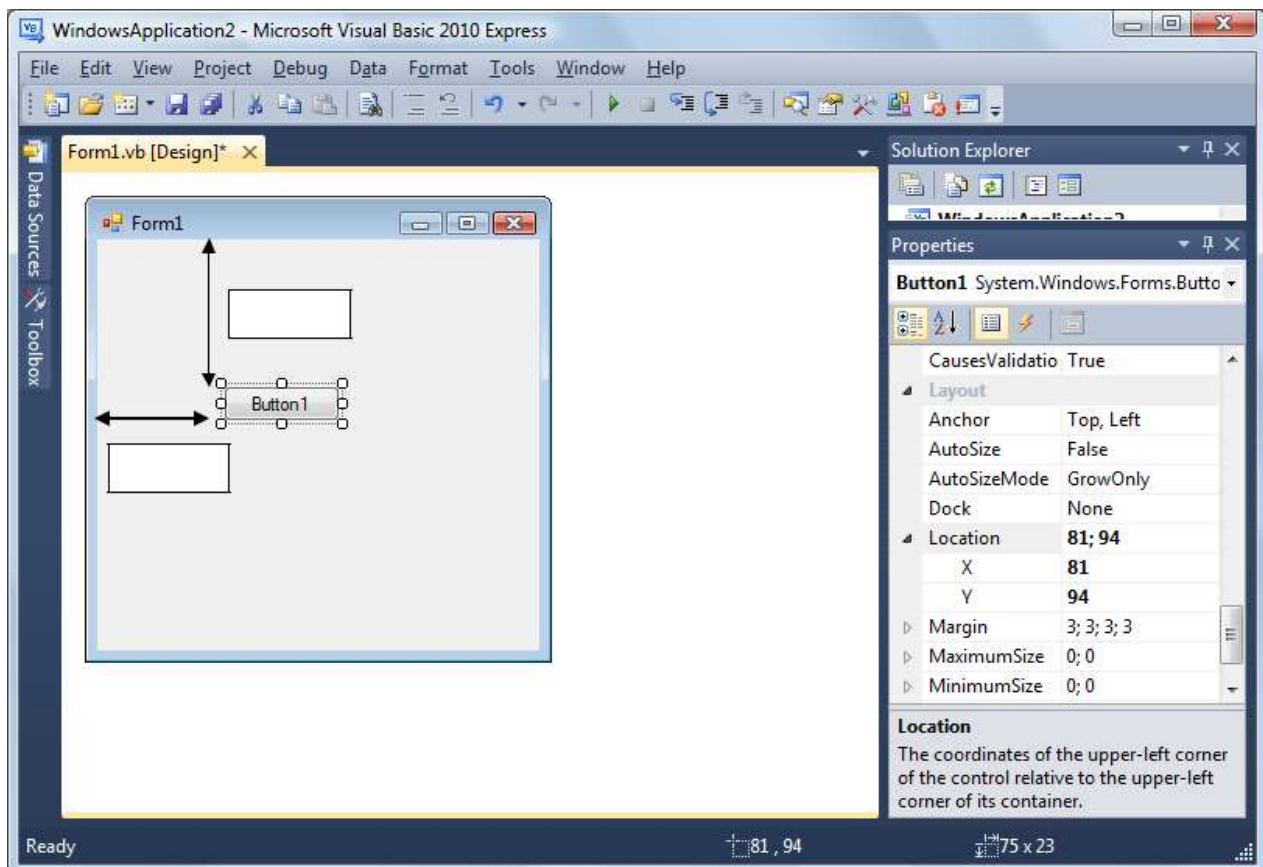 WindowsApplication2 - Microsoft Visual Basic 2010 Express
File Edit View Project Debug Data Format Tools Window Help
Form1.vb [Design]*
Data Sources
Toolbox
Form1
Button1
Solution Explorer
WindowsApplication2
Properties
Button1 System.Windows.Forms.Butto
CausesValidatio True
Layout
Anchor Top, Left
AutoSize False
AutoSizeMode GrowOnly
Dock None
Location 81; 94
X 81
Y 94
Margin 3; 3; 3; 3
MaximumSize 0; 0
MinimumSize 0; 0
Location
The coordinates of the upper-left corner
of the control relative to the upper-left
corner of its container.
Ready 81 , 94 75 x 23